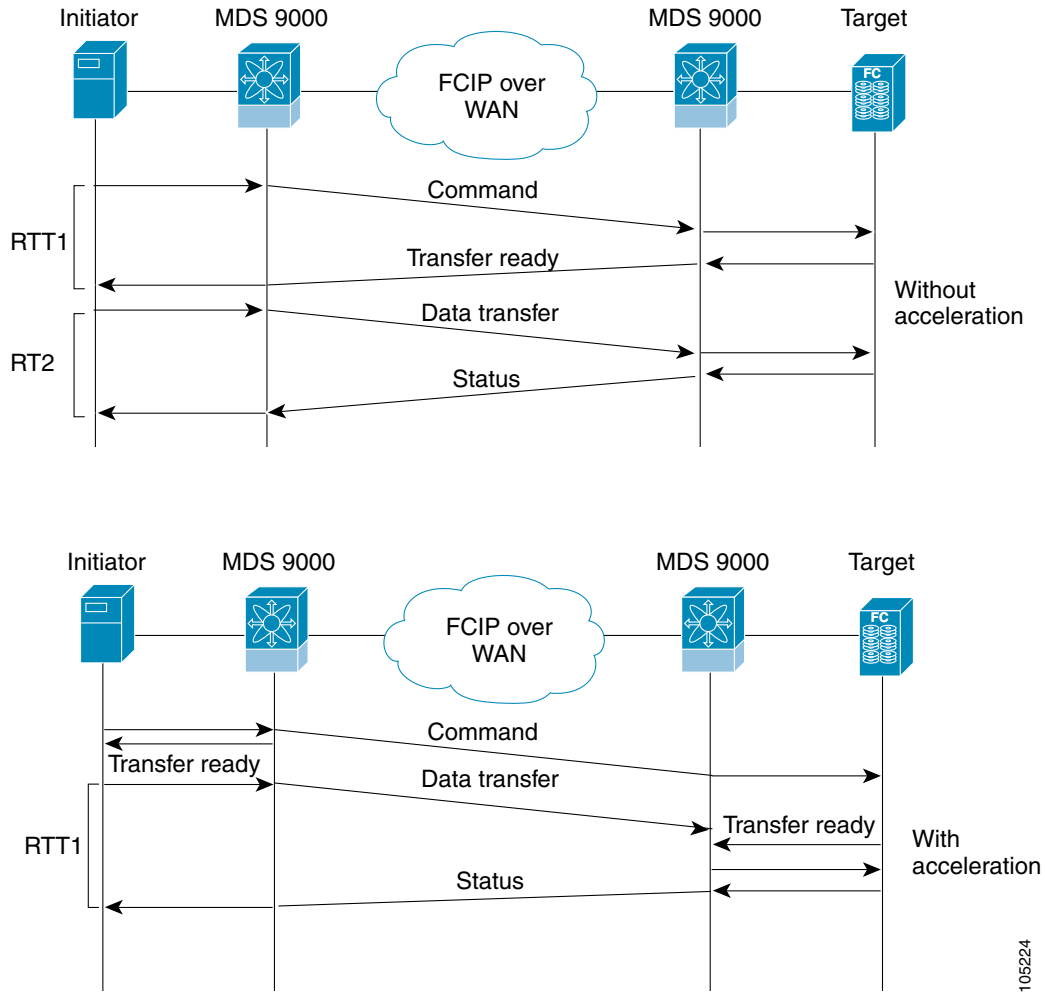 Initiator
MDS 9000
MDS 9000
Target
FCIP over
WAN
FC
Command
RTT1
Transfer ready
Without
acceleration
Data transfer
RT2
Status
Initiator
MDS 9000
MDS 9000
Target
FCIP over
WAN
FC
Command
Transfer ready
Data transfer
Transfer ready
With
acceleration
RTT1
Status
105224